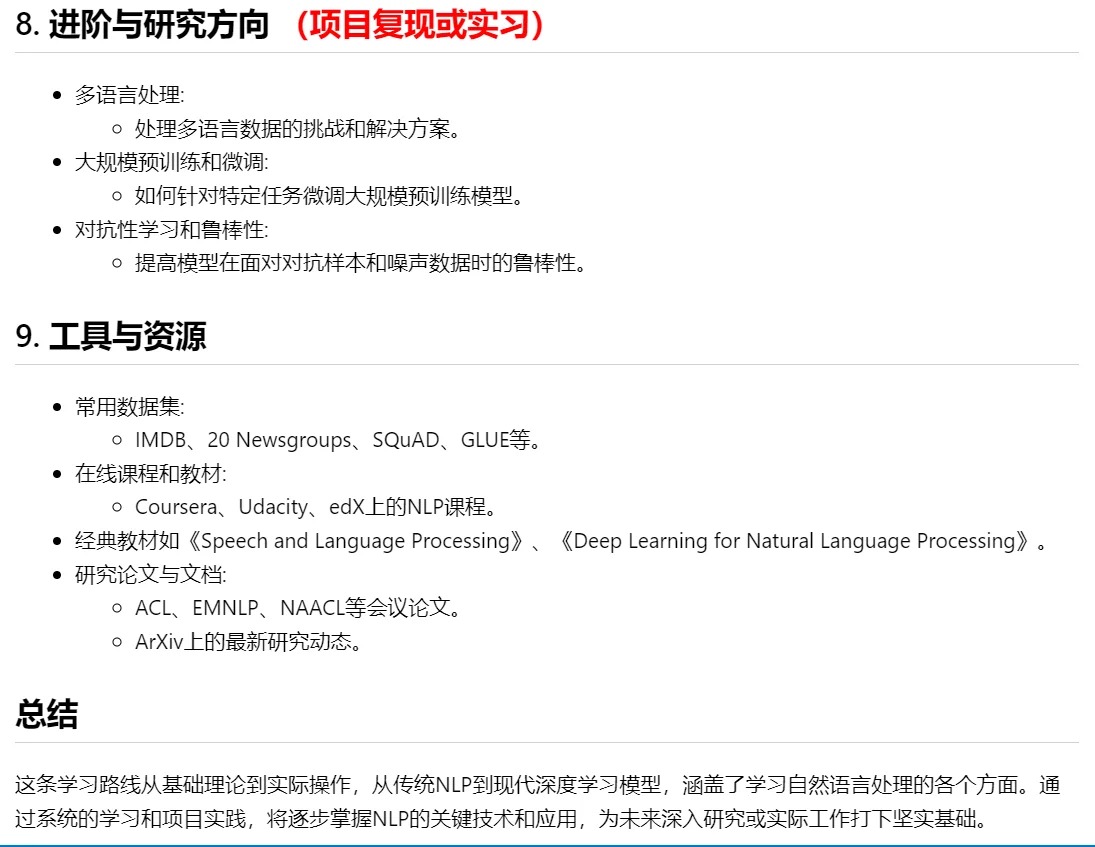 8. 进阶与研究方向 （项目复现或实习）
多语言处理:
处理多语言数据的挑战和解决方案。
大规模预训练和微调:
如何针对特定任务微调大规模预训练模型。
对抗性学习和鲁棒性:
提高模型在面对对抗样本和噪声数据时的鲁棒性。
9. 工具与资源
常用数据集:
IMDB、20 Newsgroups、SQuAD、GLUE等。
在线课程和教材:
Coursera、Udacity、edX上的NLP课程。
经典教材如《Speech and Language Processing》、《Deep Learning for Natural Language Processing》。
研究论文与文档:
ACL、EMNLP、NAACL等会议论文。
ArXiv上的最新研究动态。
总结
这条学习路线从基础理论到实际操作，从传统NLP到现代深度学习模型，涵盖了学习自然语言处理的各个方面。通
过系统的学习和项目实践，将逐步掌握NLP的关键技术和应用，为未来深入研究或实际工作打下坚实基础。